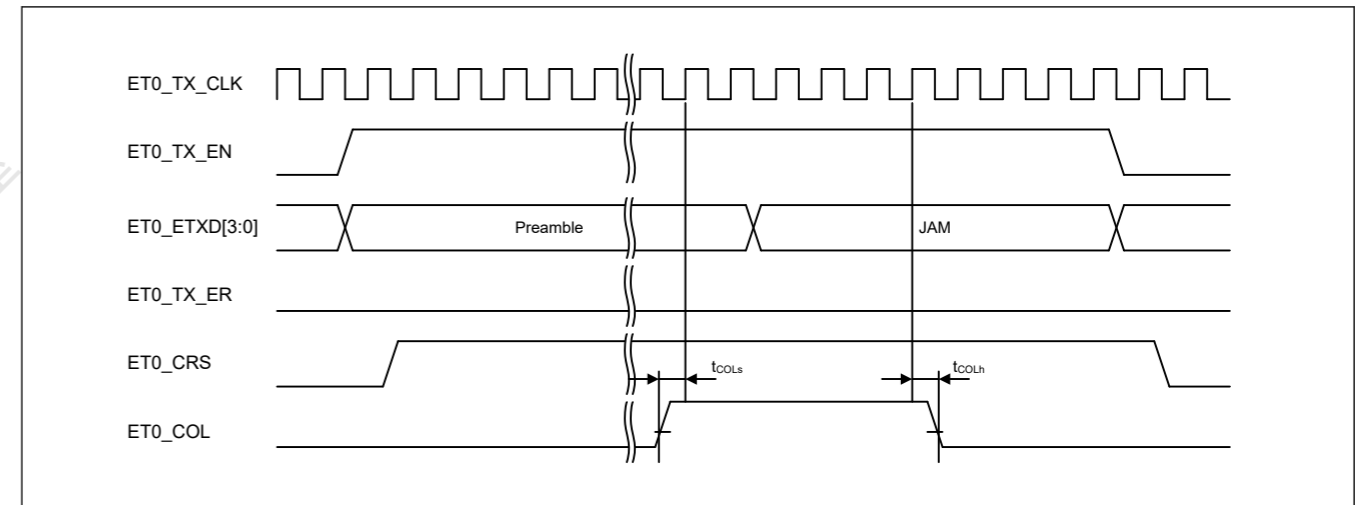 ET0_TX_CLK
ET0_TX_EN
ET0_ETXD[3:0]
Preamble
JAM
ET0_TX_ER
ET0_CRS
tCOLs
tCOLh
ET0_COL